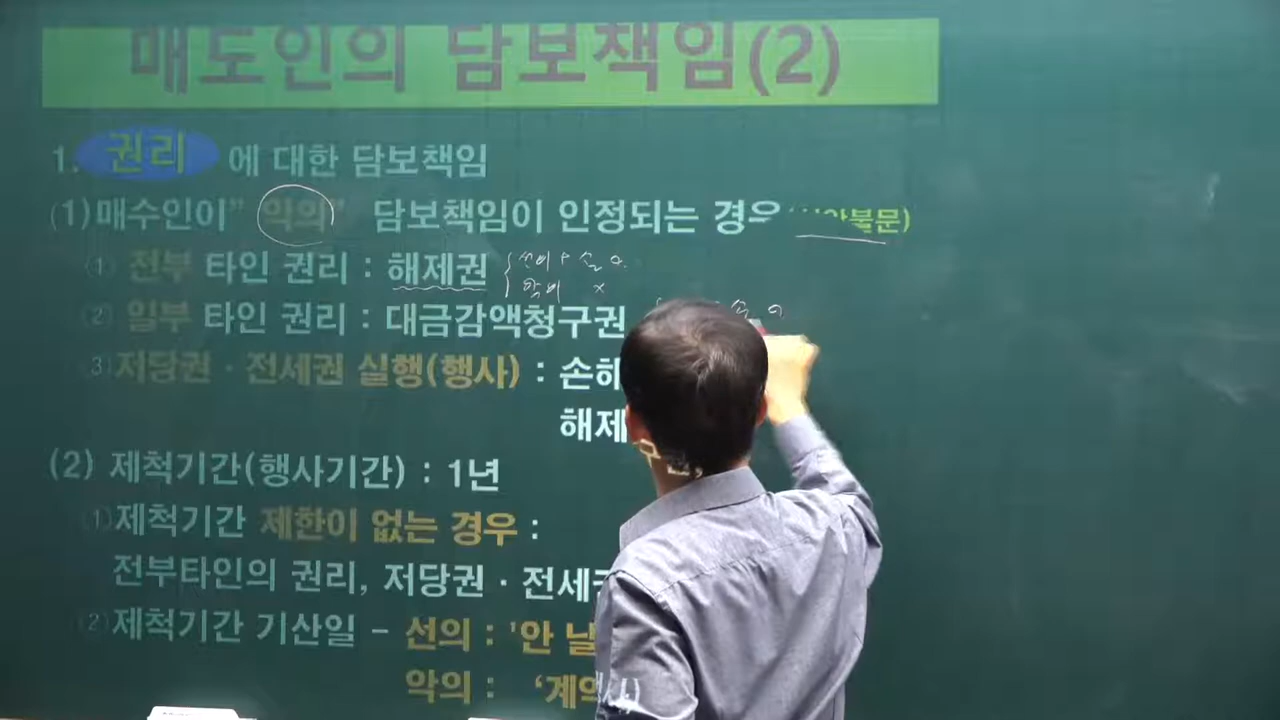 매도인의 담보책임(2)
1. 권리 에 대한 담보책임
(1)매수인이" 악의" 담보책임이 인정되는 경우 불문)
① 전부 타인 권리 : 해제권
② 일부 타인 권리 : 대금감액청구권
③저당권·전세권 실행(행사) : 손해
해제
(2) 제척기간(행사기간) : 1년
①제척기간 제한이 없는 경우 :
전부타인의 권리, 저당권·전세
②제척기간 기산일 - 선의 : '안 날
악의 : '계약